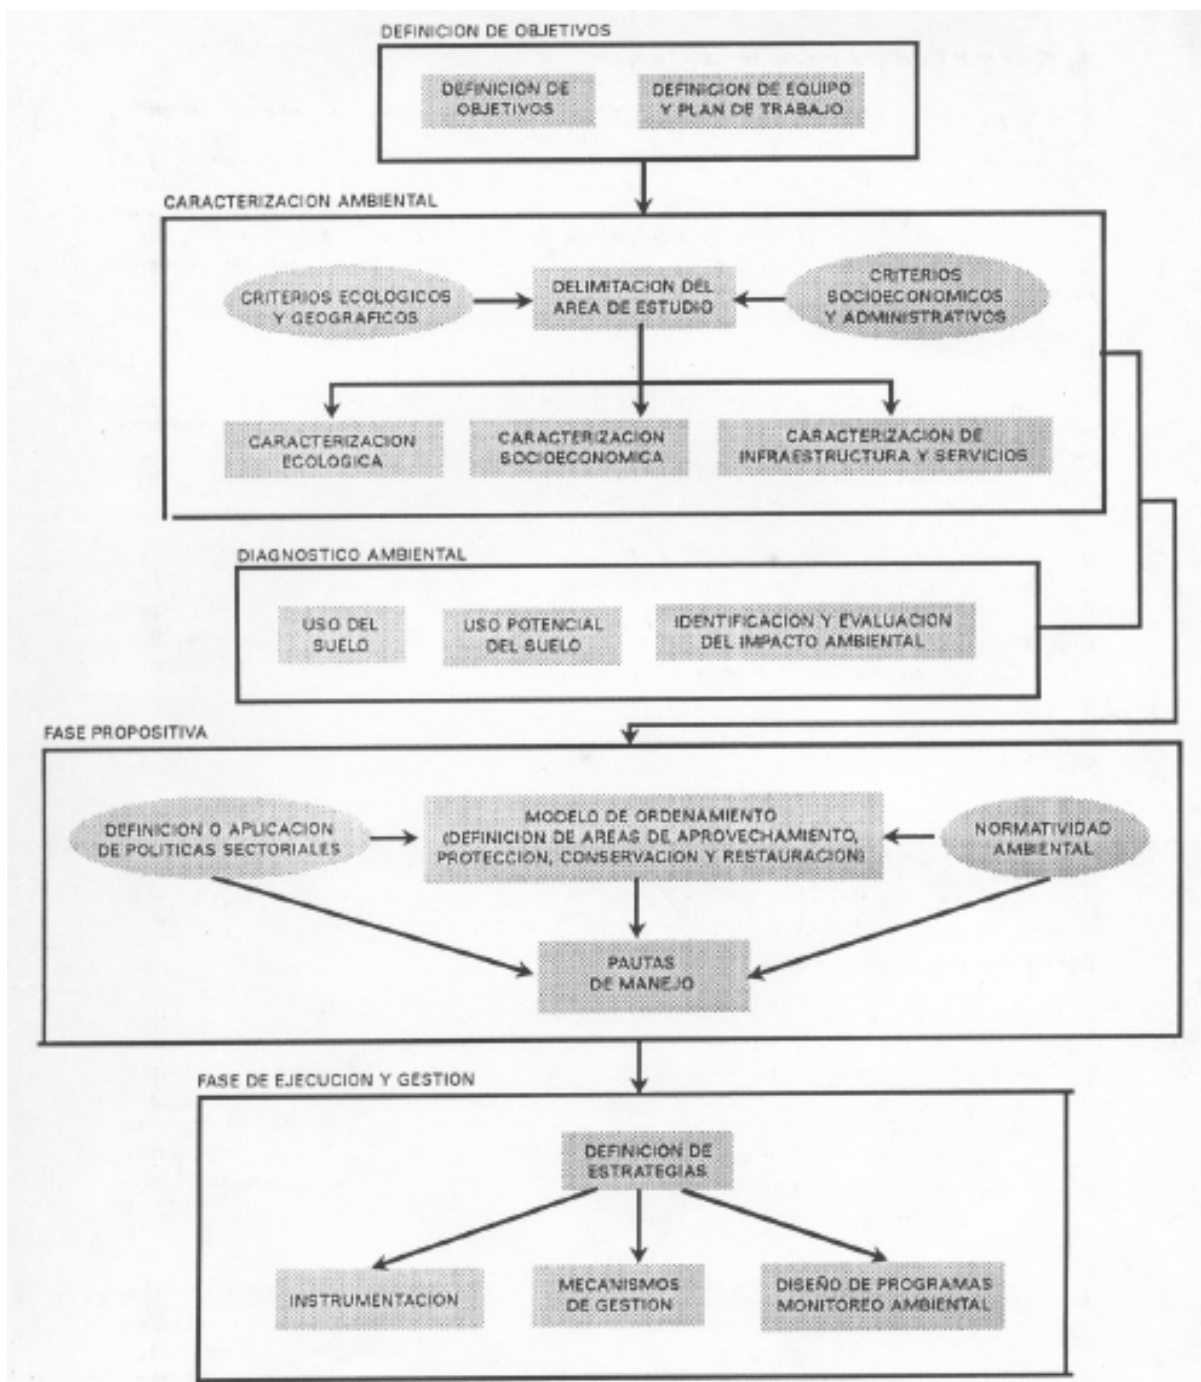 DEFINICION DE OBJETIVOS
DEFINICION DE
OBJETIVOS
DEFINICION DE EQUIPO
Y PLAN DE TRABAJO
CARACTERIZACION AMBIENTAL
CRITERIOS ECOLOGICOS
Y GEOGRAFICOS
DELIMITACION DEL
AREA DE ESTUDIO
CRITERIOS
SOCIOECONOMICOS
Y ADMINISTRATIVOS
CARACTERIZACION
ECOLOGICA
CARACTERIZACION
SOCIOECONOMICA
CARACTERIZACION DE
INFRAESTRUCTURA Y SERVICIOS
DIAGNOSTICO AMBIENTAL
USO DEL
SUELO
USO POTENCIAL
DEL SUELO
IDENTIFICACION Y EVALUACION
DEL IMPACTO AMBIENTAL
FASE PROPOSITIVA
DEFINICION O APLICACION
DE POLITICAS SECTORIALES
MODELO DE ORDENAMIENTO
(DEFINICION DE AREAS DE APROVECHAMIENTO,
PROTECCION, CONSERVACION Y RESTAURACION)
NORMATIVIDAD
AMBIENTAL
PAUTAS
DE MANEJO
FASE DE EJECUCION Y GESTION
DEFINICION DE
ESTRATEGIAS
INSTRUMENTACION
MECANISMOS
DE GESTION
DISEÑO DE PROGRAMAS
MONITOREO AMBIENTAL